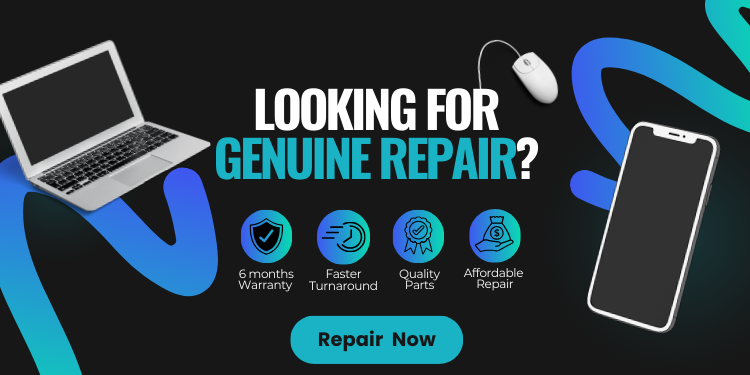 LOOKING FOR
GENUINE REPAIR?
6 months
Warranty
Faster
Turnaround
Quality
Parts
Affordable
Repair
Repair Now